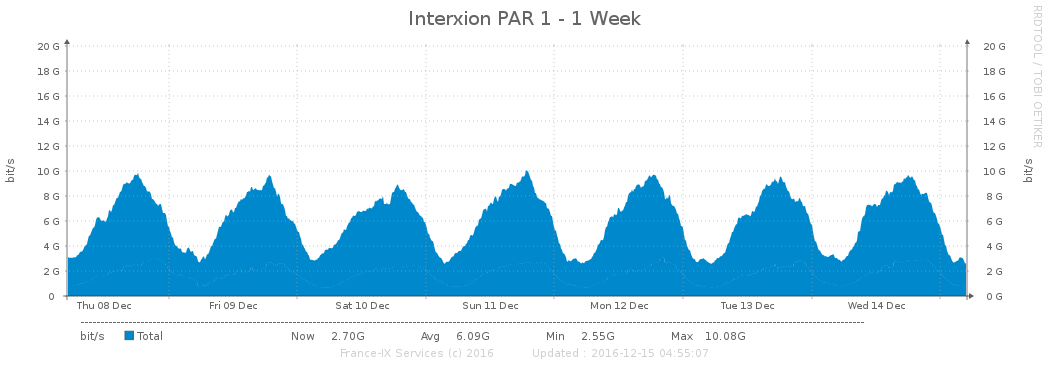 Interxion PAR 1 - 1 Week
RRDTOOL / TOBI OETIKER
bit/s
20 G 20 G
18 G 18 G
16 G 16 G
14 G 14 G
12 G 12 G
10 G 10 G
8 G 8 G
6 G 6 G
4 G 4 G
2 G 2 G
0 0 G
bit/s
Thu 08 Dec Fri 09 Dec Sat 10 Dec Sun 11 Dec Mon 12 Dec Tue 13 Dec Wed 14 Dec
bit/s Total Now 2.70G Avg 6.09G Min 2.55G Max 10.08G
France-IX Services (c) 2016 Updated : 2016-12-15 04:55:07